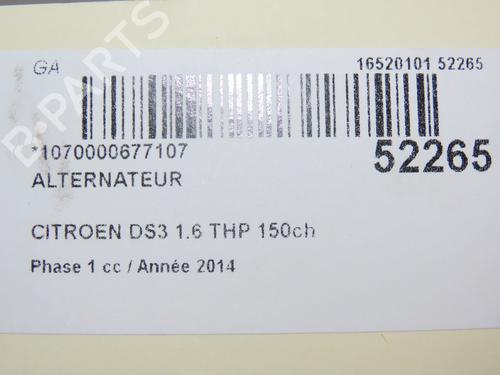 GA
16520101 52265
*1070000677107
52265
ALTERNATEUR
CITROEN DS3 1.6 THP 150ch
Phase 1 cc / Année 2014
B-PARTS